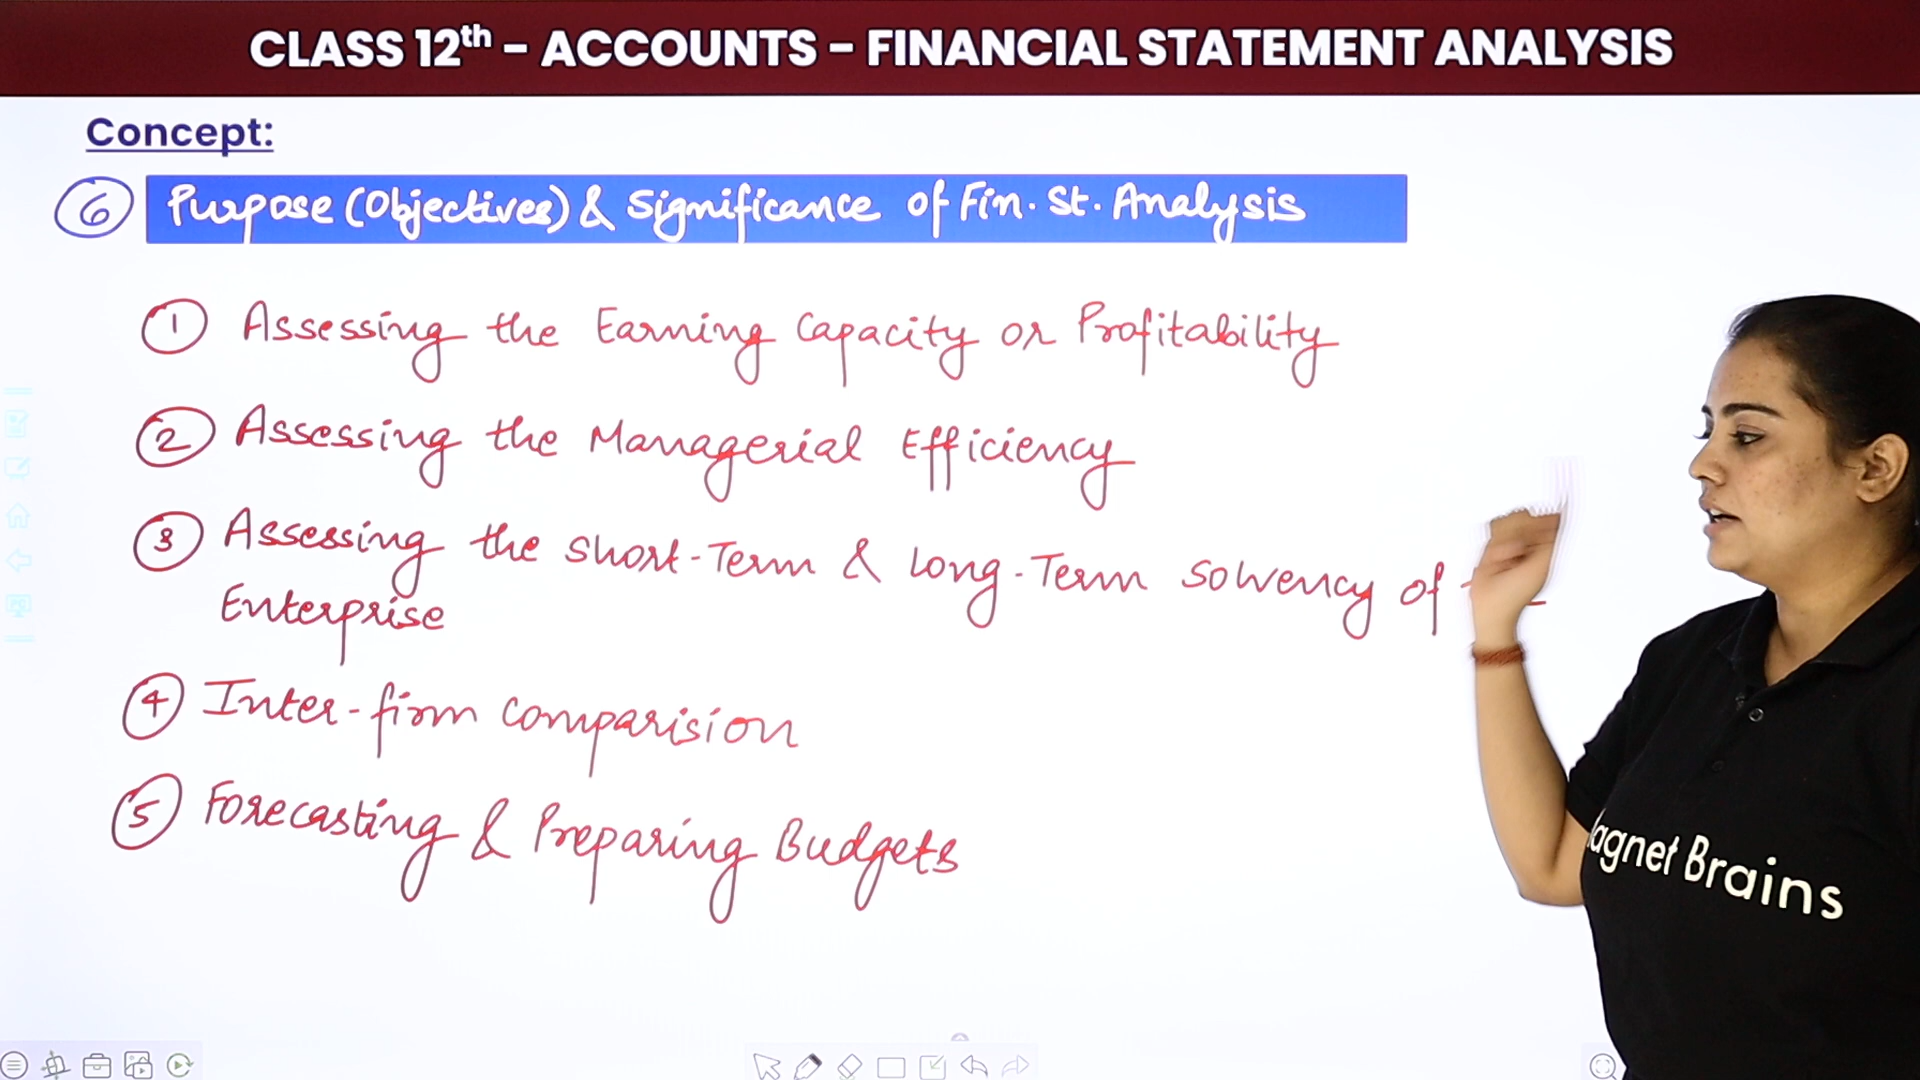 CLASS 12th – ACCOUNTS – FINANCIAL STATEMENT ANALYSIS
Concept:
6 Purpose (Objectives) & Significance of Fin. St. Analysis
1 Assessing the Earning Capacity or Profitability
2 Assessing the Managerial Efficiency
3 Assessing the Short-Term & Long-Term Solvency of
Enterprise
4 Inter-firm Comparision
5 Forecasting & Preparing Budgets
agnet Brains